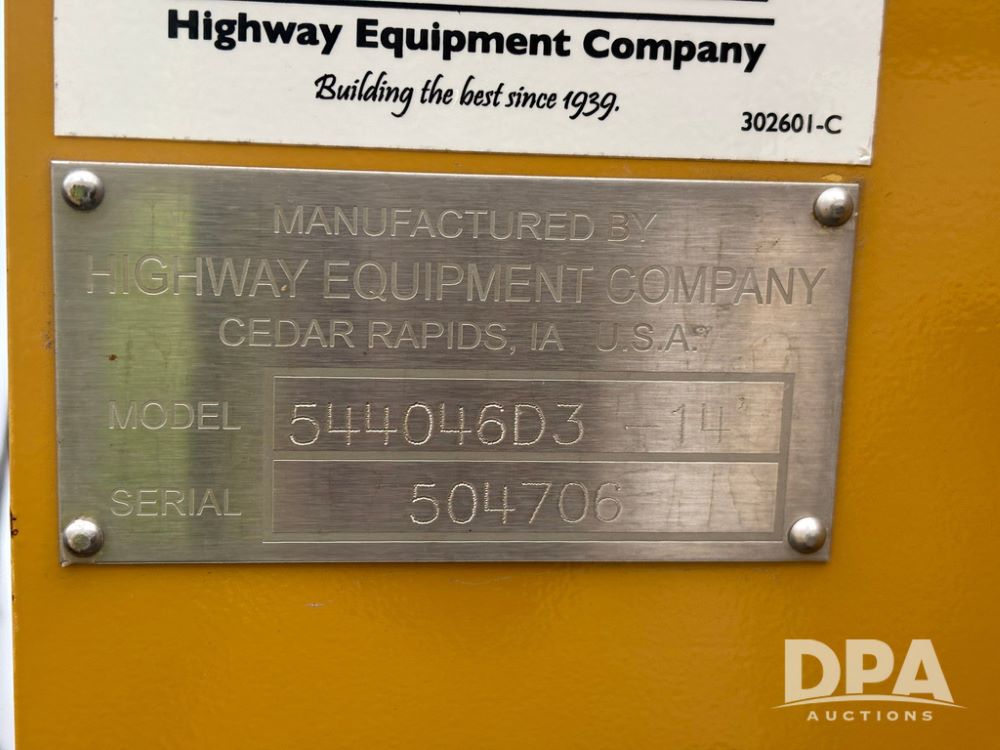 Highway Equipment Company
Building the best since 1939.
302601-C
MANUFACTURED BY
HIGHWAY EQUIPMENT COMPANY
CEDAR RAPIDS, IA U.S.A.
MODEL 544046D3 -14
SERIAL 504706
DPA
AUCTIONS